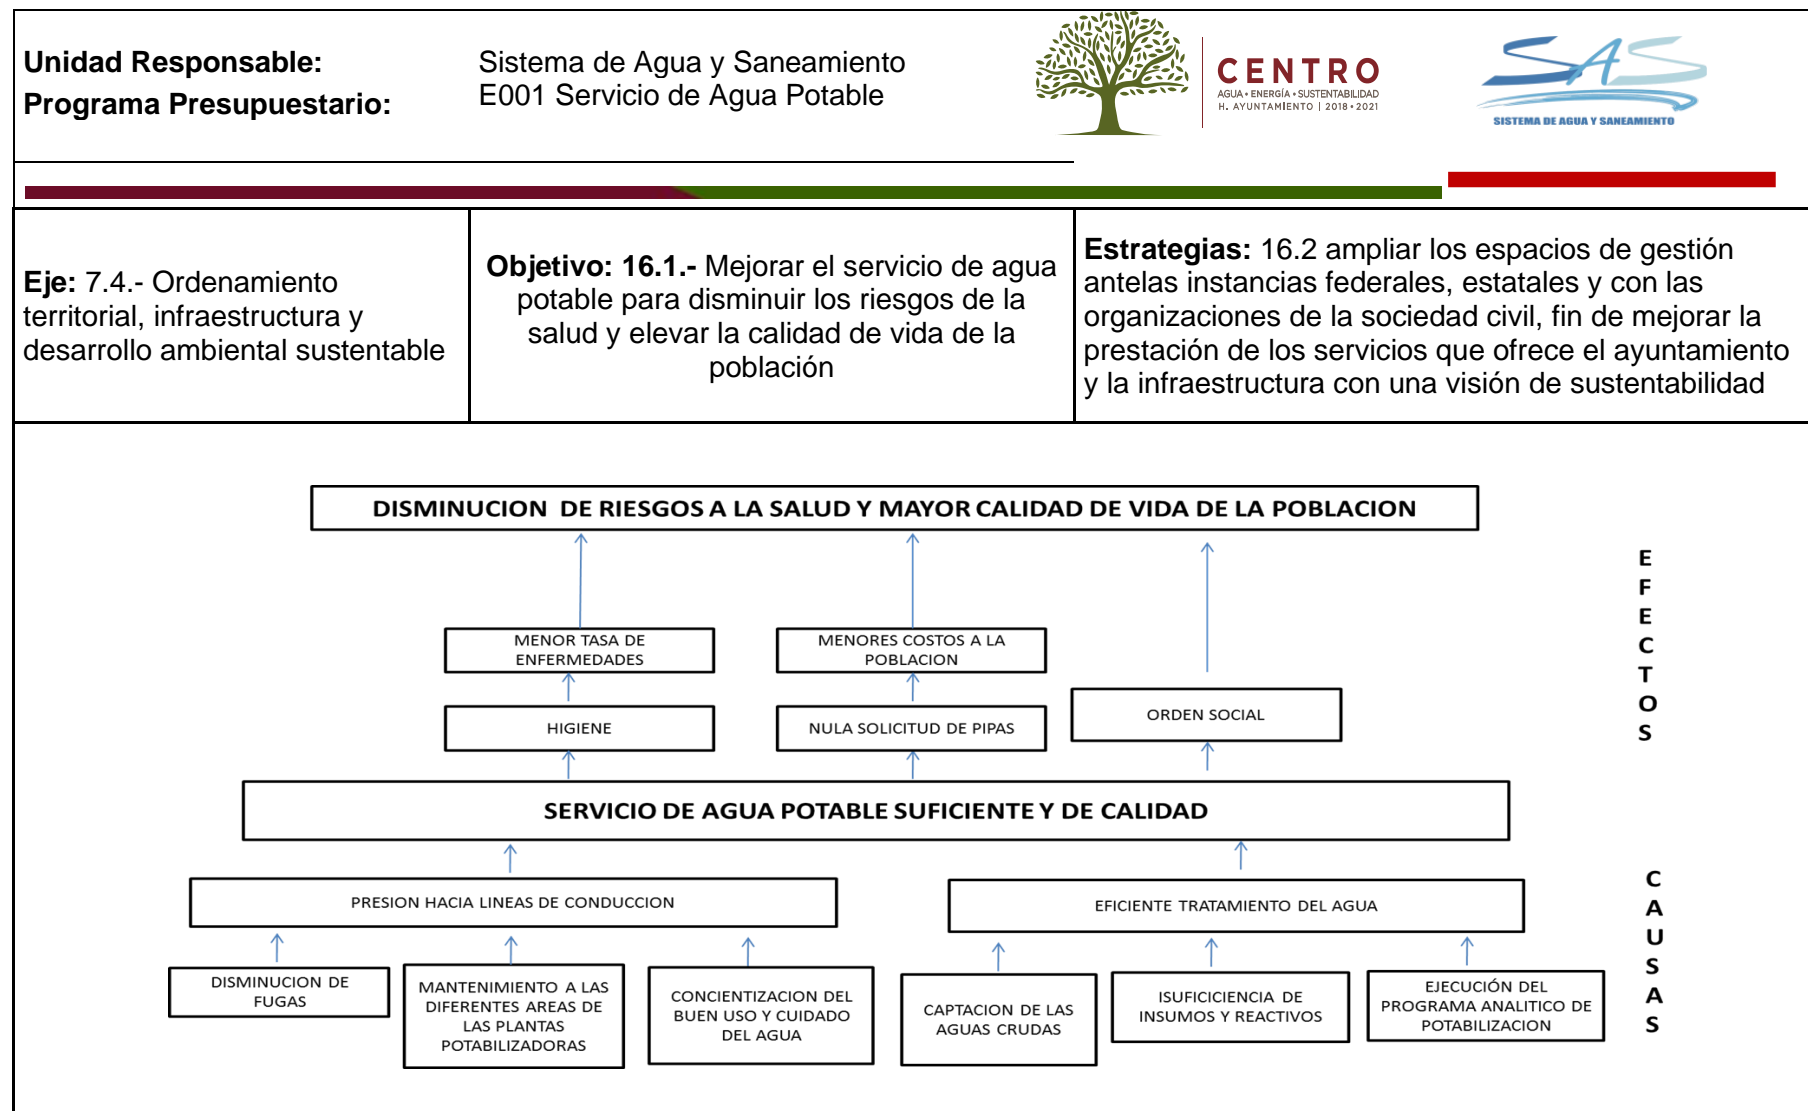 Unidad Responsable:
Programa Presupuestario:
Sistema de Agua y Saneamiento
E001 Servicio de Agua Potable
CENTRO
AGUA • ENERGÍA • SUSTENTABILIDAD
H. AYUNTAMIENTO | 2018 • 2021
SAS
SISTEMA DE AGUA Y SANEAMIENTO
Eje: 7.4.- Ordenamiento
territorial, infraestructura y
desarrollo ambiental sustentable
Objetivo: 16.1.- Mejorar el servicio de agua
potable para disminuir los riesgos de la
salud y elevar la calidad de vida de la
población
Estrategias: 16.2 ampliar los espacios de gestión
antelas instancias federales, estatales y con las
organizaciones de la sociedad civil, fin de mejorar la
prestación de los servicios que ofrece el ayuntamiento
y la infraestructura con una visión de sustentabilidad
DISMINUCION DE RIESGOS A LA SALUD Y MAYOR CALIDAD DE VIDA DE LA POBLACION
E
F
E
C
T
O
S
MENOR TASA DE
ENFERMEDADES
MENORES COSTOS A LA
POBLACION
HIGIENE
NULA SOLICITUD DE PIPAS
ORDEN SOCIAL
SERVICIO DE AGUA POTABLE SUFICIENTE Y DE CALIDAD
C
A
U
S
A
S
PRESION HACIA LINEAS DE CONDUCCION
EFICIENTE TRATAMIENTO DEL AGUA
DISMINUCION DE
FUGAS
MANTENIMIENTO A LAS
DIFERENTES AREAS DE
LAS PLANTAS
POTABILIZADORAS
CONCIENTIZACION DEL
BUEN USO Y CUIDADO
DEL AGUA
CAPTACION DE LAS
AGUAS CRUDAS
ISUFICICIENCIA DE
INSUMOS Y REACTIVOS
EJECUCIÓN DEL
PROGRAMA ANALITICO DE
POTABILIZACION